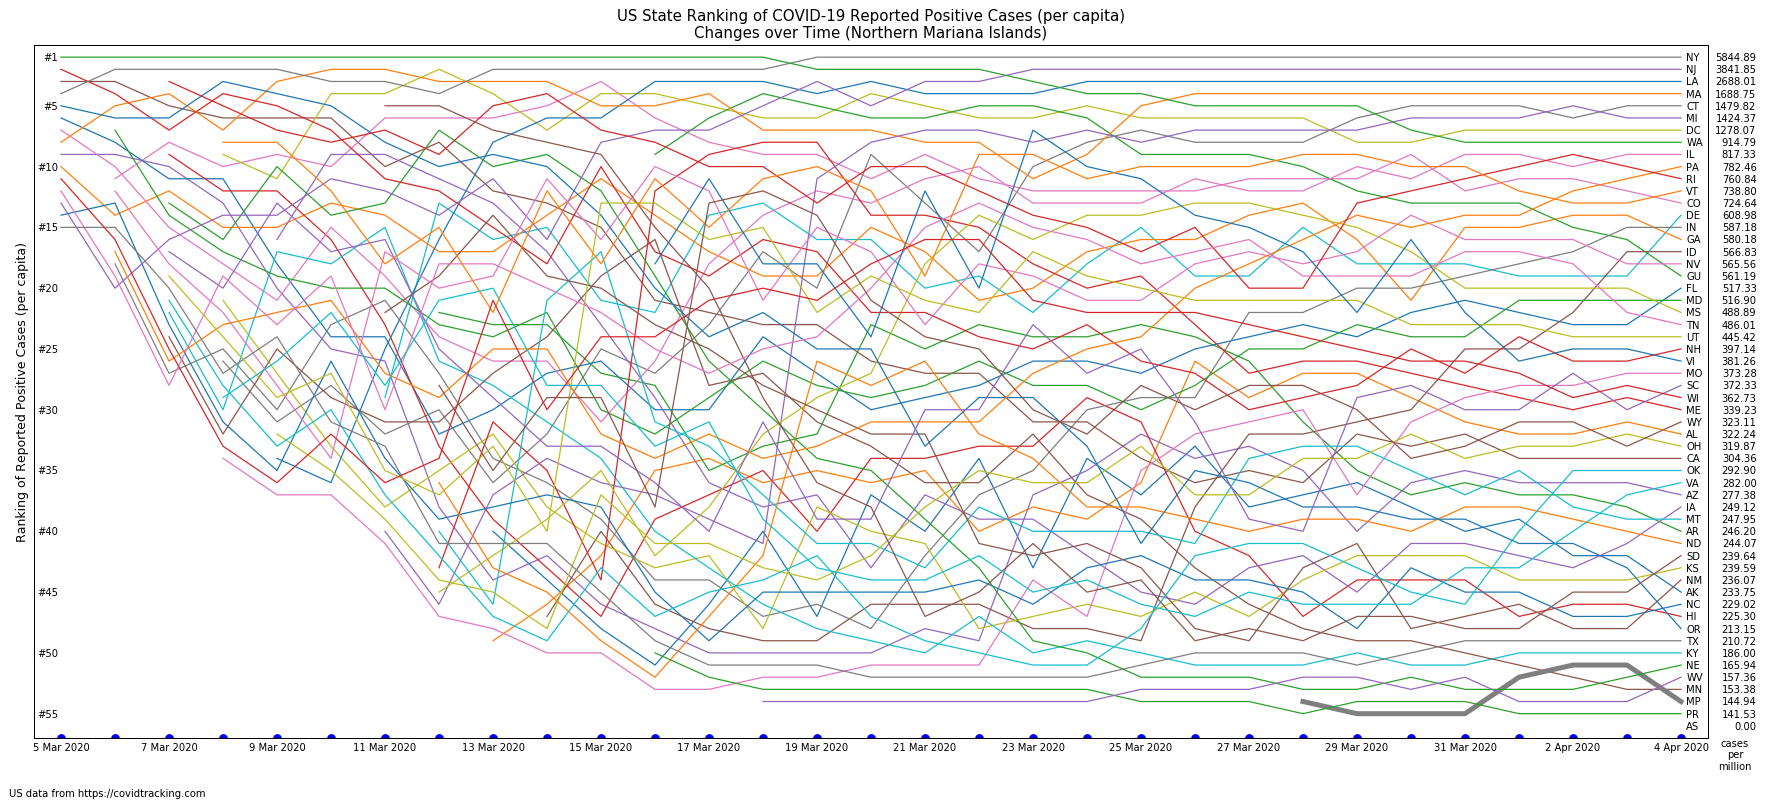 US State Ranking of COVID-19 Reported Positive Cases (per capita)
Changes over Time (Northern Mariana Islands)
Ranking of Reported Positive Cases (per capita)
#1
#5
#10
#15
#20
#25
#30
#35
#40
#45
#50
#55
NY 5844.89
NJ 3841.85
LA 2688.01
MA 1688.75
CT 1479.82
MI 1424.37
DC 1278.07
WA 914.79
IL 817.33
PA 782.46
RI 760.84
VT 738.80
CO 724.64
DE 608.98
IN 587.18
GA 580.18
ID 566.83
NV 565.56
GU 561.19
FL 517.33
MD 516.90
MS 488.89
TN 486.01
UT 445.42
NH 397.14
VI 381.26
MO 373.28
SC 372.33
WI 362.73
ME 339.23
WY 323.11
AL 322.24
OH 319.87
CA 304.36
OK 292.90
VA 282.00
AZ 277.38
IA 249.12
MT 247.95
AR 246.20
ND 244.07
SD 239.64
KS 239.59
NM 236.07
AK 233.75
NC 229.02
HI 225.30
OR 213.15
TX 210.72
KY 186.00
NE 165.94
WV 157.36
MN 153.38
MP 144.94
PR 141.53
AS 0.00
5 Mar 2020 7 Mar 2020 9 Mar 2020 11 Mar 2020 13 Mar 2020 15 Mar 2020 17 Mar 2020 19 Mar 2020 21 Mar 2020 23 Mar 2020 25 Mar 2020 27 Mar 2020 29 Mar 2020 31 Mar 2020 2 Apr 2020 4 Apr 2020
cases
per
million
US data from https://covidtracking.com